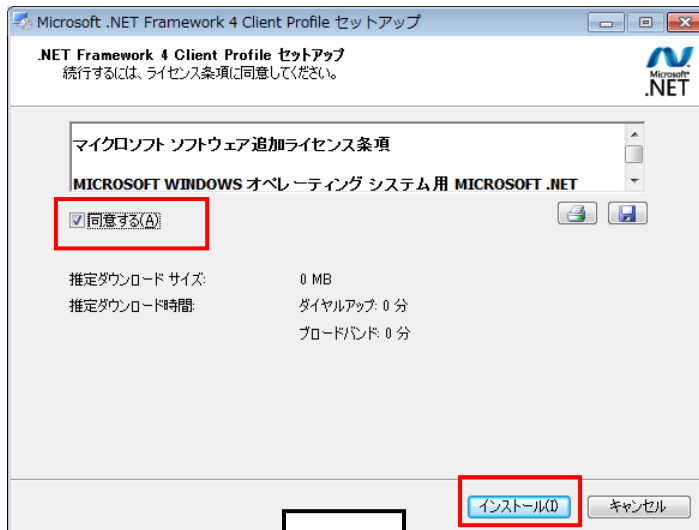 Microsoft .NET Framework 4 Client Profile セットアップ
.NET Framework 4 Client Profile セットアップ
続行するには、ライセンス条項に同意してください。
Microsoft
.NET
マイクロソフト ソフトウェア追加ライセンス条項
MICROSOFT WINDOWS オペレーティング システム用 MICROSOFT .NET
同意する(A)
推定ダウンロード サイズ: 0 MB
推定ダウンロード時間: ダイヤルアップ: 0 分
ブロードバンド: 0 分
インストール(I) キャンセル